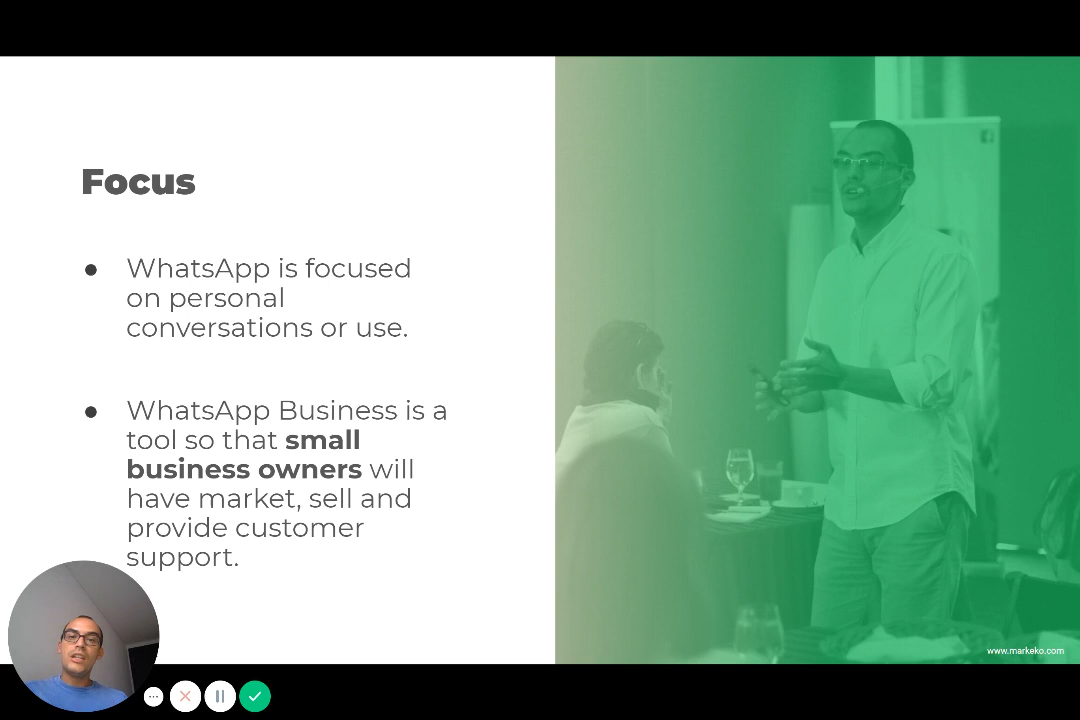 Focus
● WhatsApp is focused
on personal
conversations or use.
● WhatsApp Business is a
tool so that small
business owners will
have market, sell and
provide customer
support.
www.markeko.com